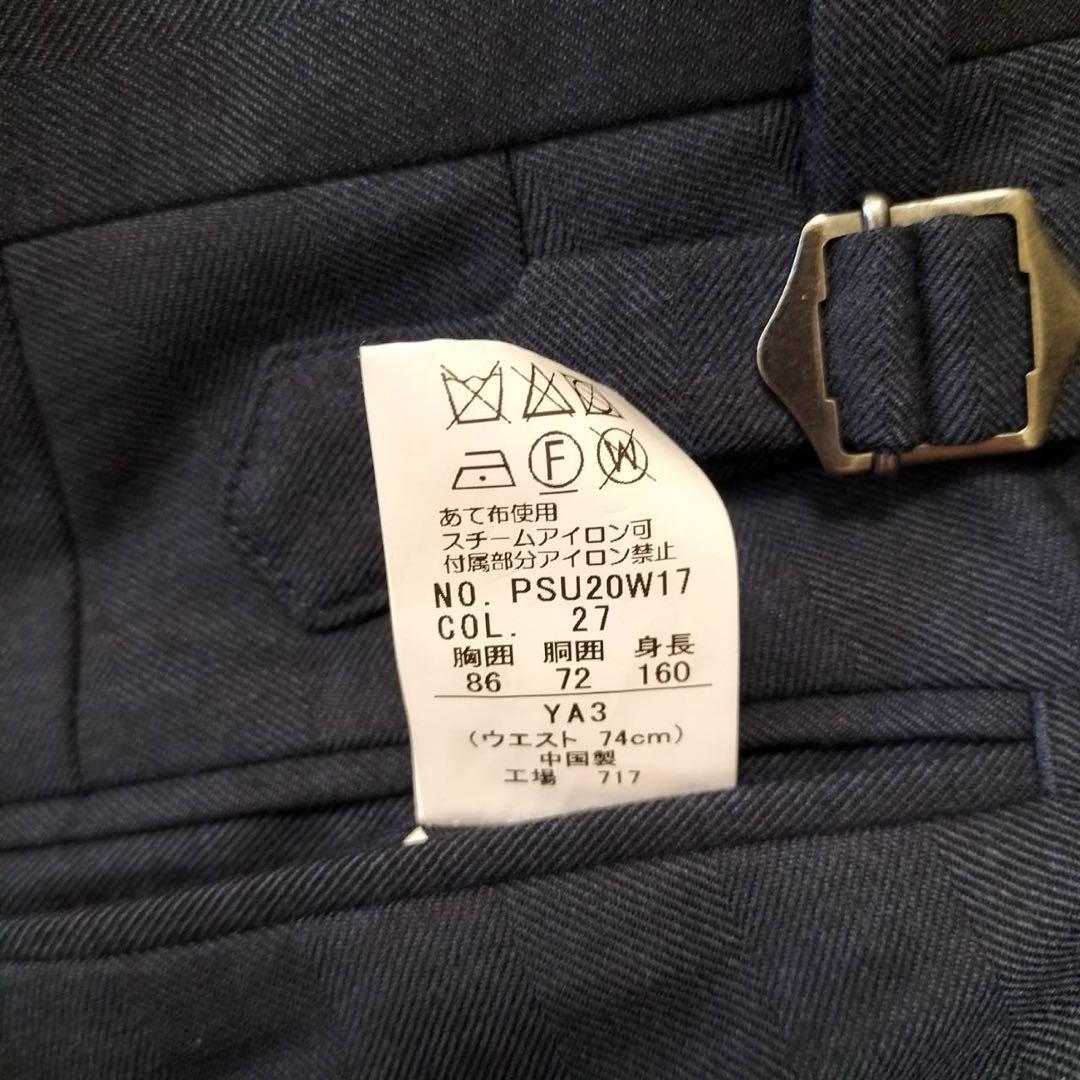 F W
あて布使用
スチームアイロン可
付属部分アイロン禁止
NO. PSU20W17
COL. 27
胸囲 胴囲 身長
86 72 160
YA3
(ウエスト 74cm)
中国製
工場 717